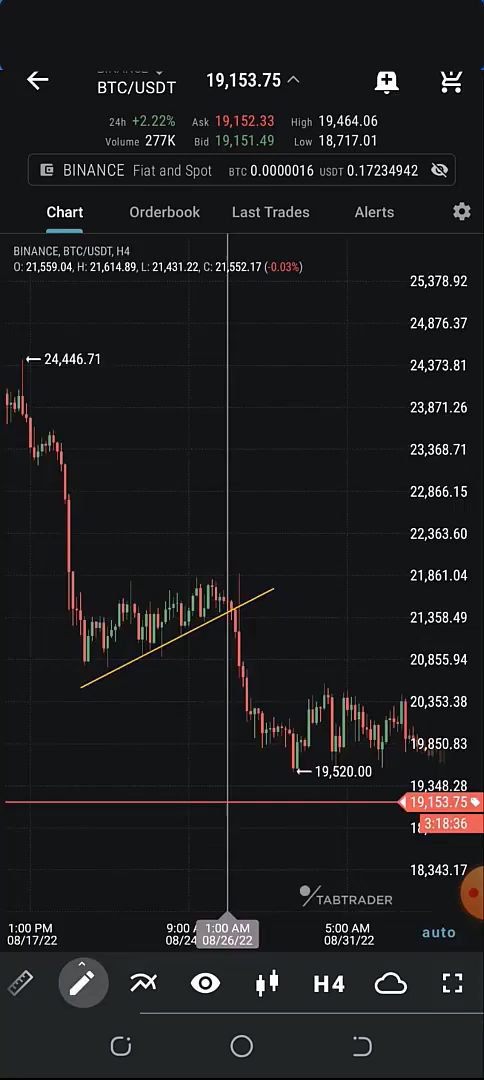 BTC/USDT
19,153.75
24h +2.22% Ask 19,152.33 High 19,464.06
Volume 277K Bid 19,151.49 Low 18,717.01
BINANCE Fiat and Spot BTC 0.0000016 USDT 0.17234942
Chart Orderbook Last Trades Alerts
BINANCE, BTC/USDT, H4
O: 21,559.04, H: 21,614.89, L: 21,431.22, C: 21,552.17 (-0.03%)
25,378.92
24,876.37
24,446.71
24,373.81
23,871.26
23,368.71
22,866.15
22,363.60
21,861.04
21,358.49
20,855.94
20,353.38
19,850.83
19,520.00
19,348.28
19,153.75
3:18:36
18,343.17
TABTRADER
1:00 PM 9:00 1:00 AM 5:00 AM
08/17/22 08/24 08/26/22 08/31/22
auto
H4